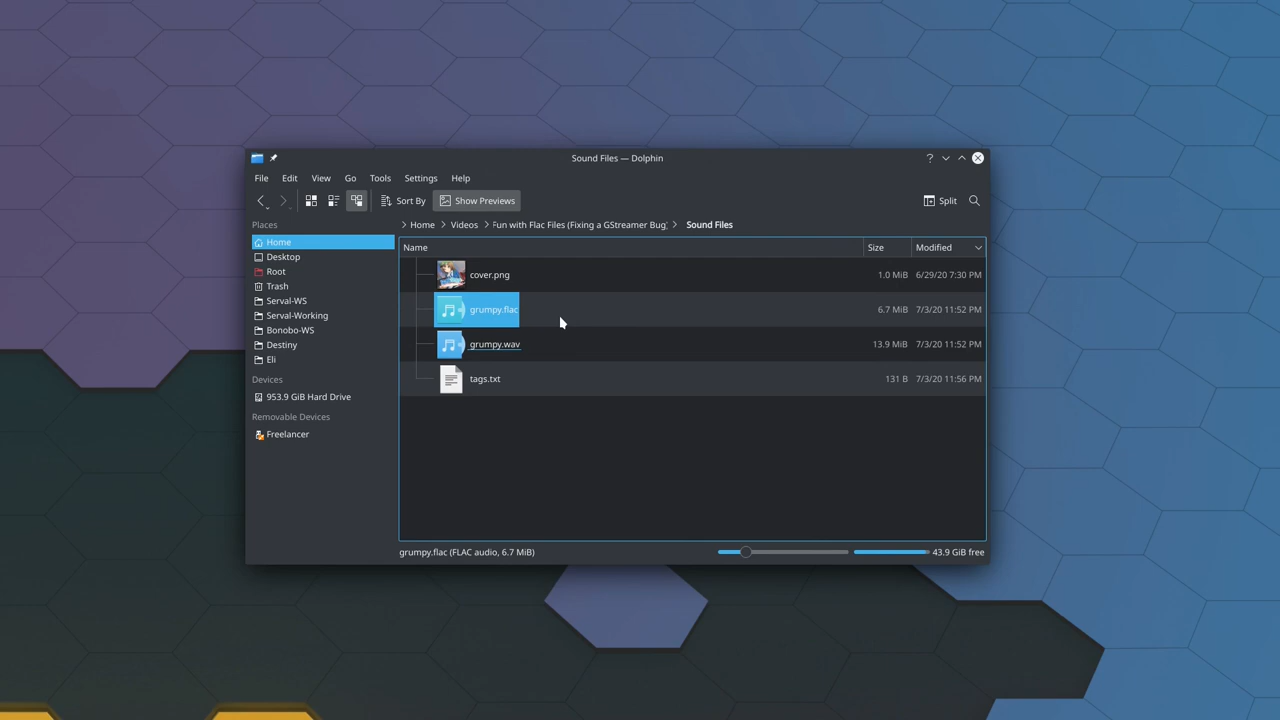 Sound Files — Dolphin
File Edit View Go Tools Settings Help
Sort By Show Previews Split
Places
Home
Desktop
Root
Trash
Serval-WS
Serval-Working
Bonobo-WS
Destiny
Eli
Devices
953.9 GiB Hard Drive
Removable Devices
Freelancer
Home Videos Fun with Flac Files (Fixing a GStreamer Bug) Sound Files
Name Size Modified
cover.png 1.0 MiB 6/29/20 7:30 PM
grumpy.flac 6.7 MiB 7/3/20 11:52 PM
grumpy.wav 13.9 MiB 7/3/20 11:52 PM
tags.txt 131 B 7/3/20 11:56 PM
grumpy.flac (FLAC audio, 6.7 MiB) 43.9 GiB free